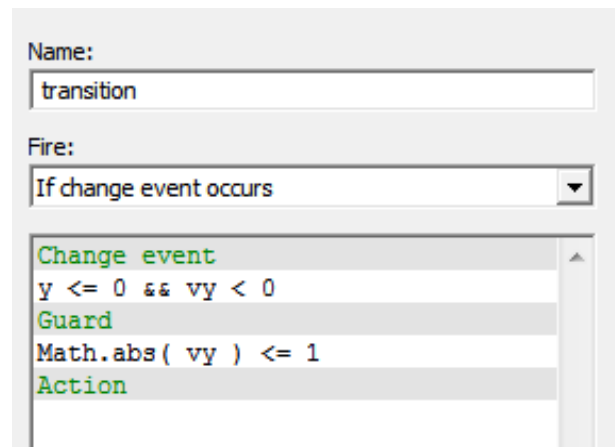 Name:
transition
Fire:
If change event occurs
Change event
y <= 0 && vy < 0
Guard
Math.abs( vy ) <= 1
Action